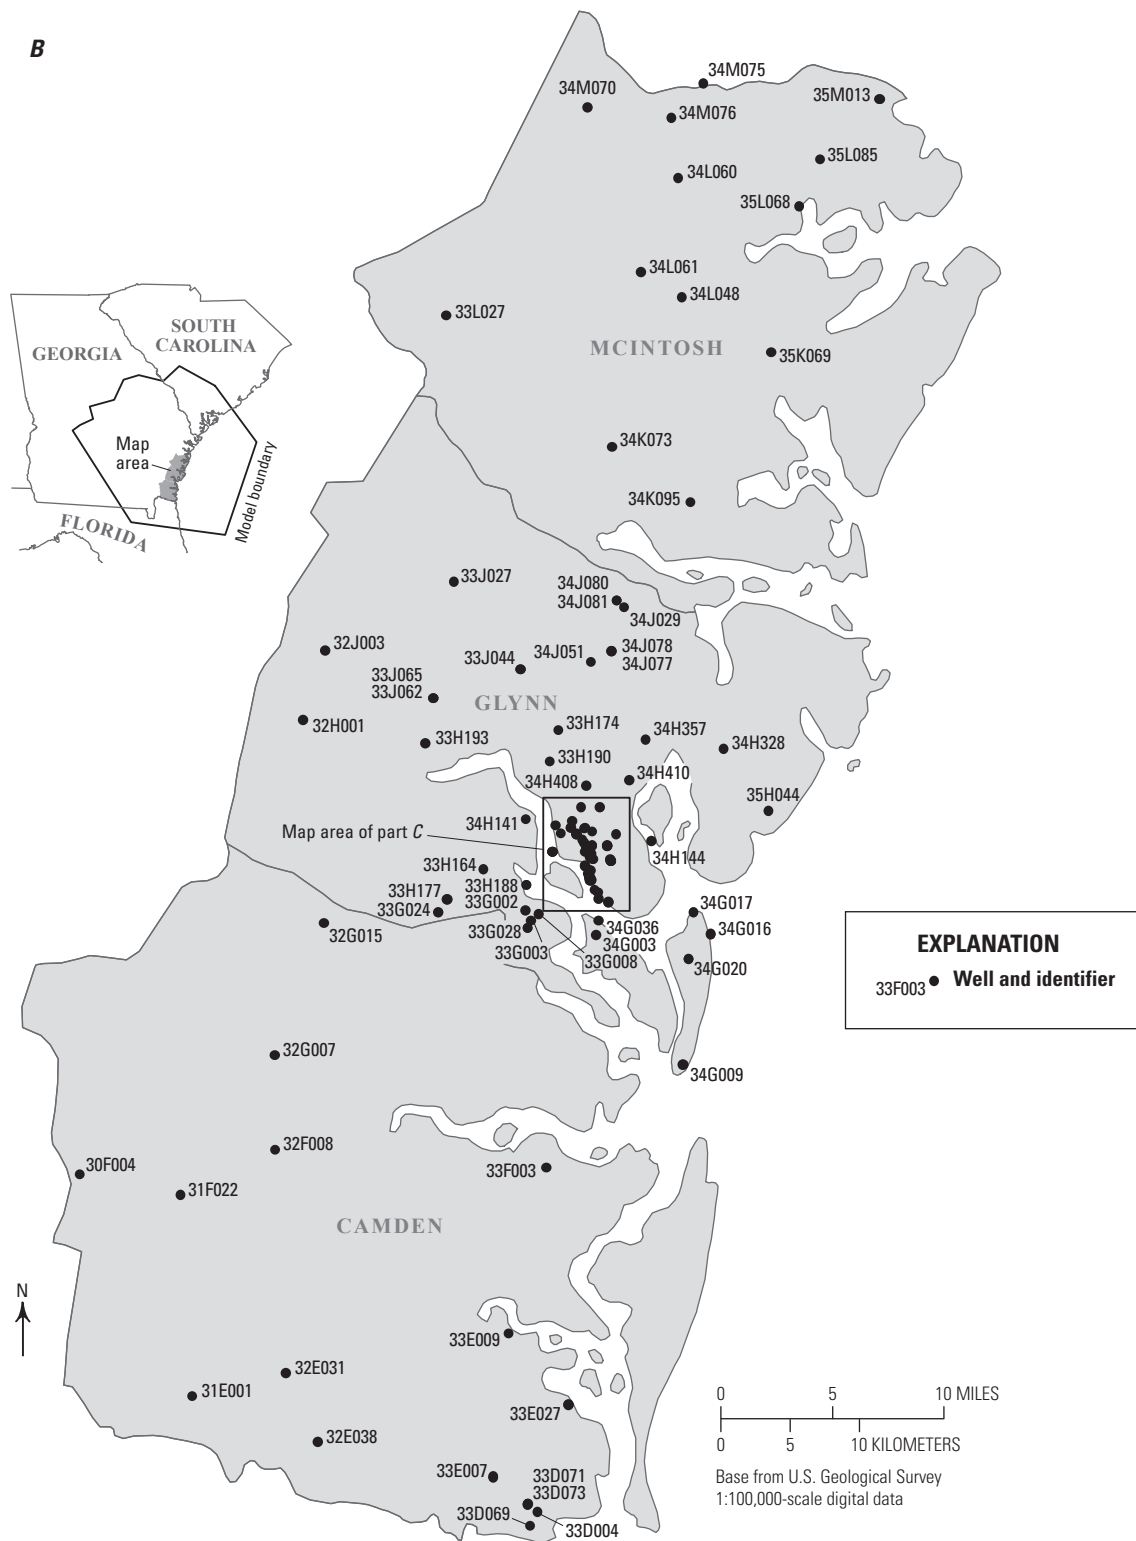 B
34M075
34M070
35M013
34M076
35L085
34L060
35L068
34L061
34L048
33L027
SOUTH
CAROLINA
GEORGIA
MCINTOSH
35K069
Map
area
34K073
Model boundary
34K095
FLORIDA
33J027
34J080
34J081
34J029
32J003
34J051
34J078
34J077
33J044
33J065
33J062
GLYNN
32H001
33H174
34H357
34H328
33H193
33H190
34H408
34H410
35H044
34H141
Map area of part C
34H144
33H164
33H177
33H188
33G002
33G024
34G017
32G015
33G028
34G036
34G016
34G003
33G003
33G008
34G020
EXPLANATION
33F003
Well and identifier
32G007
34G009
32F008
30F004
33F003
31F022
CAMDEN
N
33E009
32E031
31E001
0 5 10 MILES
33E027
32E038
0 5 10 KILOMETERS
33E007
33D071
33D073
Base from U.S. Geological Survey
1:100,000-scale digital data
33D069
33D004